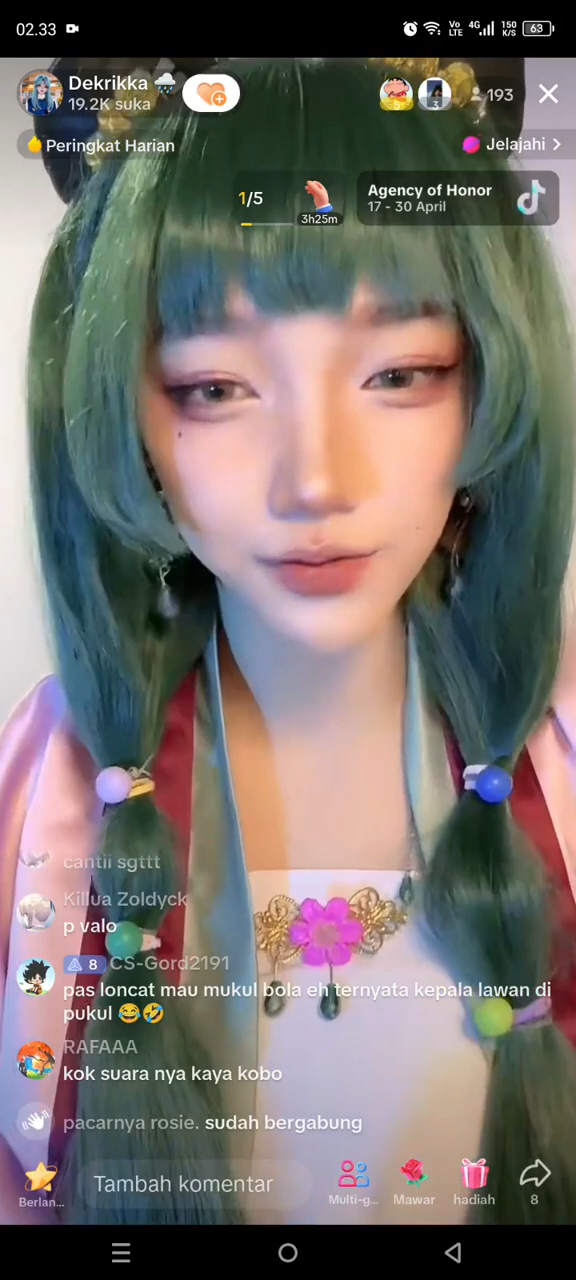 02.33
Vo LTE
4G
150 K/S
63
Dekrikka
19.2K suka
5
3
193
Peringkat Harian
Jelajahi
1/5
3h25m
Agency of Honor
17 - 30 April
cantii sgttt
Killua Zoldyck
p valo
8 CS-Gord2191
pas loncat mau mukul bola eh ternyata kepala lawan di
pukul 😂🤣
RAFAAA
kok suara nya kaya kobo
pacarnya rosie. sudah bergabung
Berlan...
Tambah komentar
Multi-g...
Mawar
hadiah
8